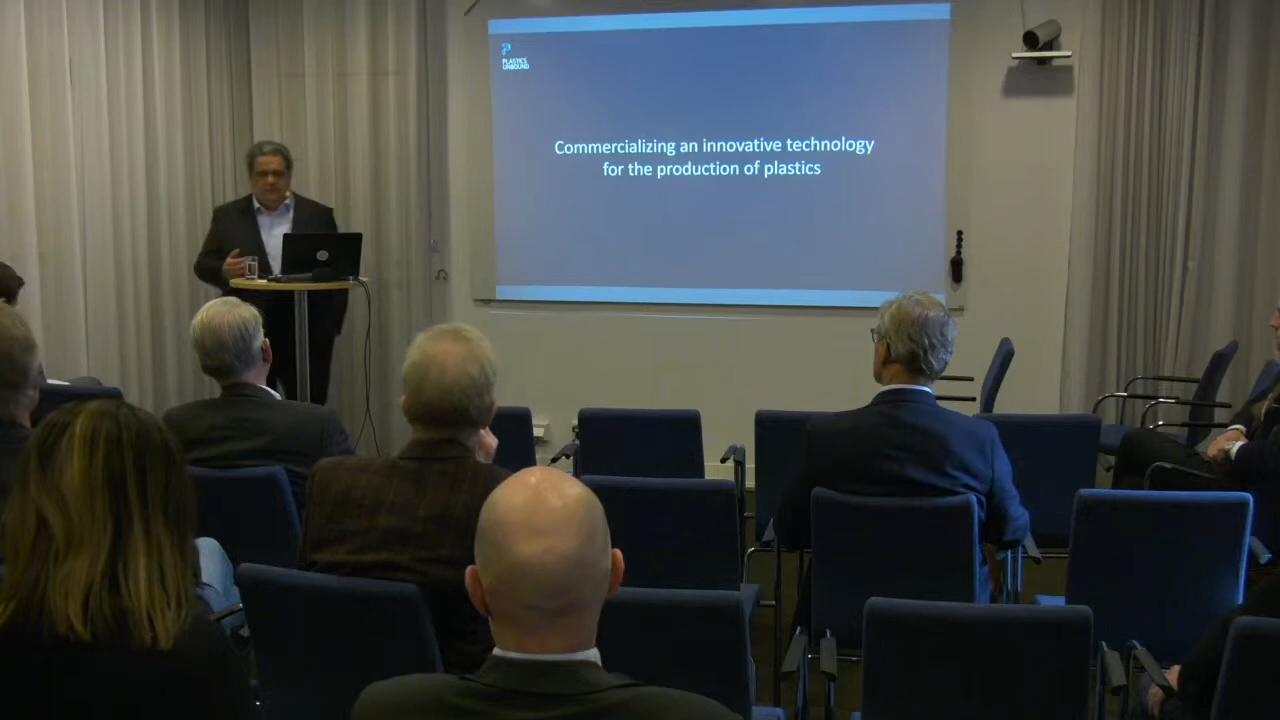 PLASTICS
UNBOUND
Commercializing an innovative technology
for the production of plastics